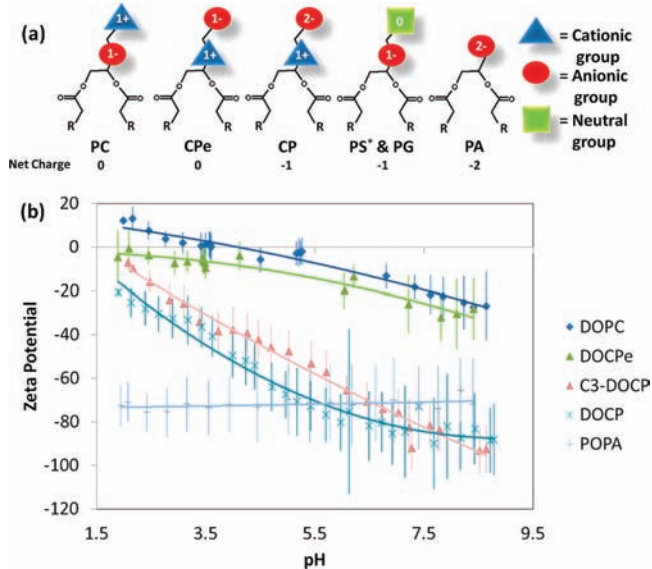 (a)
1+ 1- 2- 0
1- 1+ 1+ 1- 2-
O O O O O O O O O O
O O O O O O O O O O
R R R R R R R R R R
PC CPe CP PS* & PG PA
Net Charge 0 0 -1 -1 -2
= Cationic group
= Anionic group
= Neutral group
(b)
Zeta Potential
20
0
-20
-40
-60
-80
-100
-120
1.5 3.5 5.5 7.5 9.5
pH
DOPC
DOCPe
C3-DOCP
DOCP
POPA